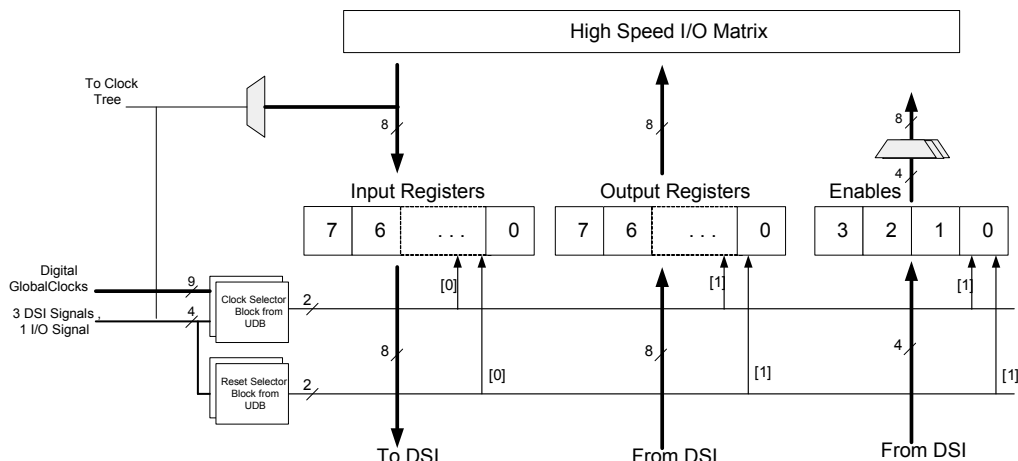 High Speed I/O Matrix
To Clock
Tree
8
8
8
4
Input Registers
Output Registers
Enables
7 6 . . . 0
7 6 . . . 0
3 2 1 0
Digital
GlobalClocks
9
3 DSI Signals ,
1 I/O Signal
4
Clock Selector
Block from
UDB
2
[0]
[1]
[1]
8
8
4
Reset Selector
Block from
UDB
2
[0]
[1]
[1]
To DSI
From DSI
From DSI